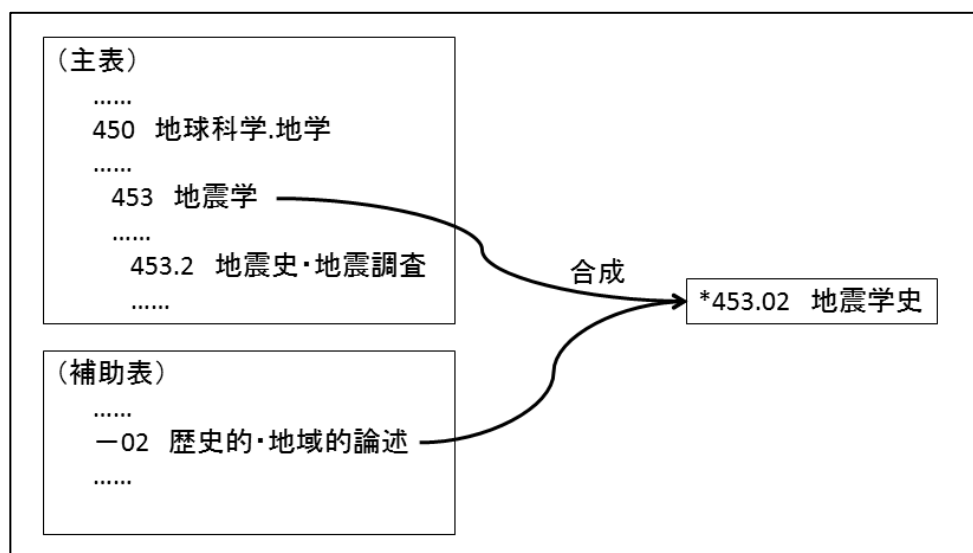 （主表）
……
450 地球科学.地学
……
453 地震学
……
453.2 地震史・地震調査
……
合成
*453.02 地震学史
（補助表）
……
－02 歴史的・地域的論述
……